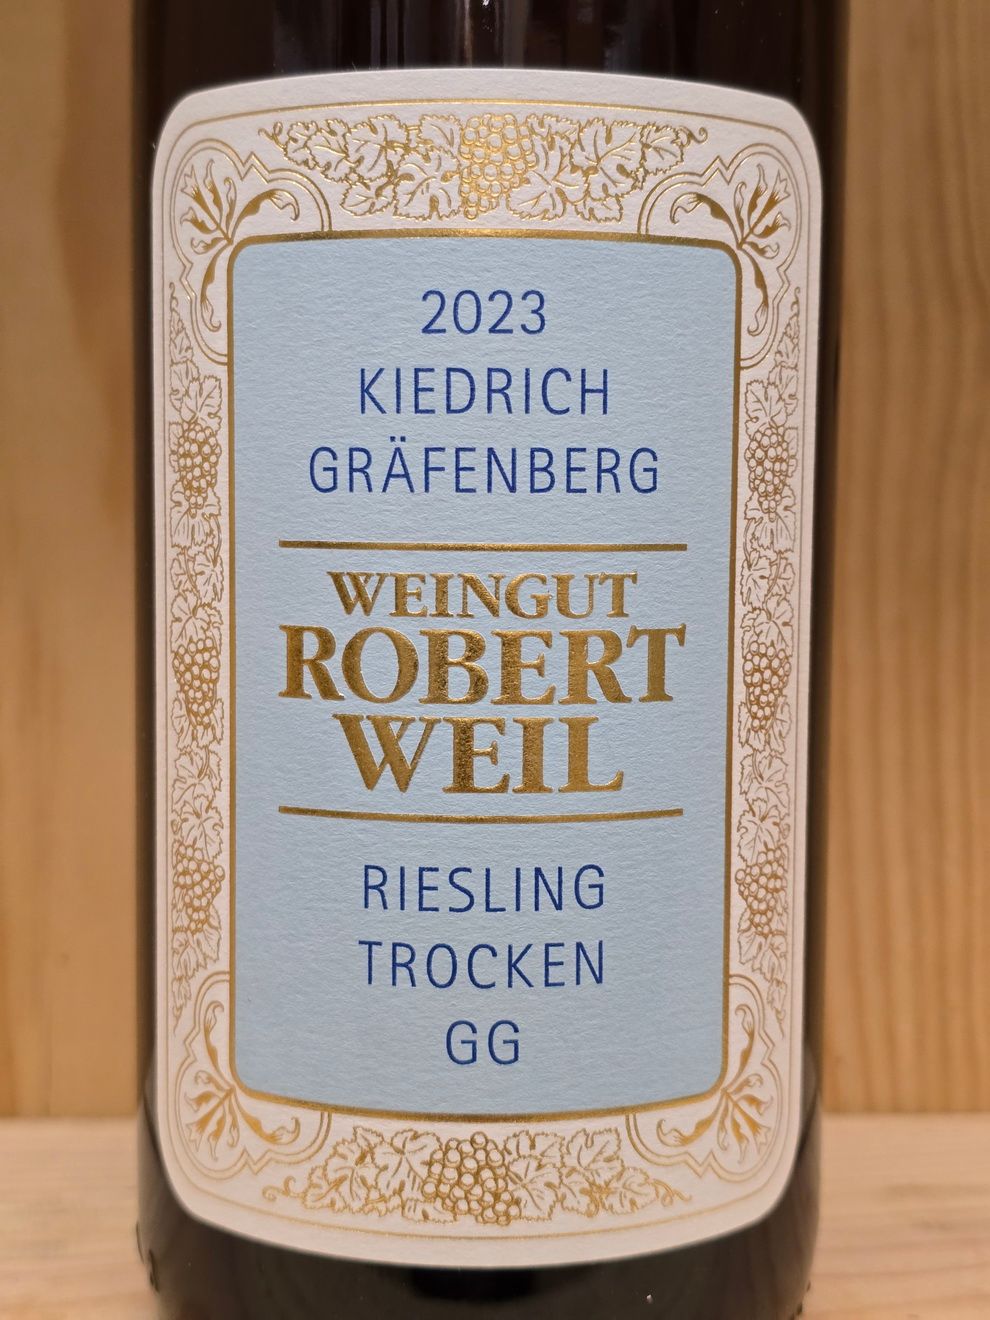 2023
KIEDRICH
GRÄFENBERG
WEINGUT
ROBERT
WEIL
RIESLING
TROCKEN
GG